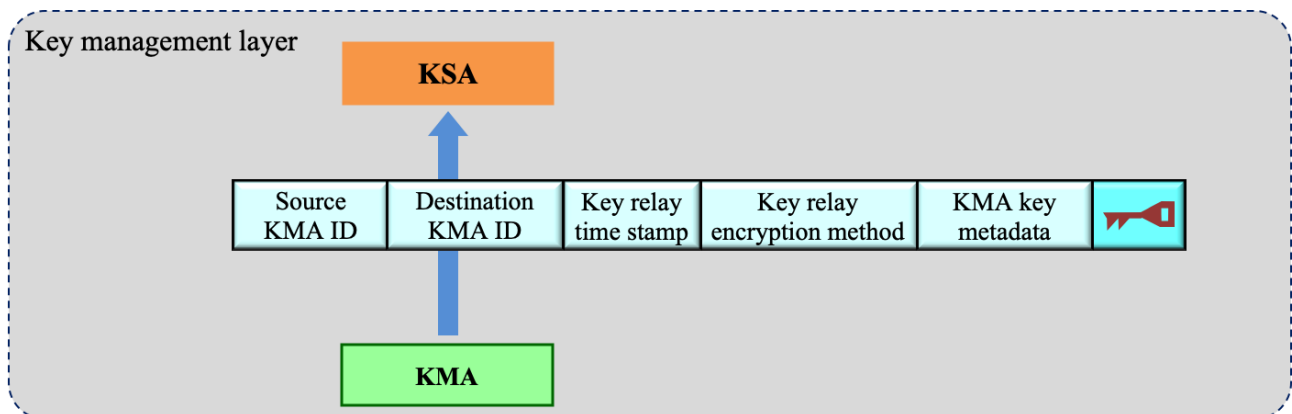 Key management layer
KSA
Source
KMA ID
Destination
KMA ID
Key relay
time stamp
Key relay
encryption method
KMA key
metadata
KMA